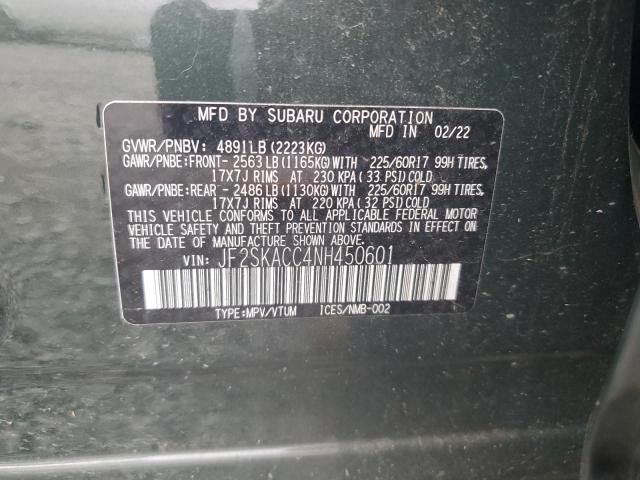 MFD BY SUBARU CORPORATION
MFD IN 02/22
GVWR/PNBV: 4891LB(2223KG)
GAWR/PNBE:FRONT- 2563LB(1165KG)WITH 225/60R17 99H TIRES,
17X7J RIMS AT 230 KPA(33 PSI)COLD
GAWR/PNBE:REAR - 2486LB(1130KG)WITH 225/60R17 99H TIRES,
17X7J RIMS AT 220 KPA(32 PSI)COLD
THIS VEHICLE CONFORMS TO ALL APPLICABLE FEDERAL MOTOR
VEHICLE SAFETY AND THEFT PREVENTION STANDARDS IN EFFECT ON
THE DATE OF MANUFACTURE SHOWN ABOVE.
VIN: JF2SKACC4NH450601
TYPE:MPV/VTUM ICES/NMB-002